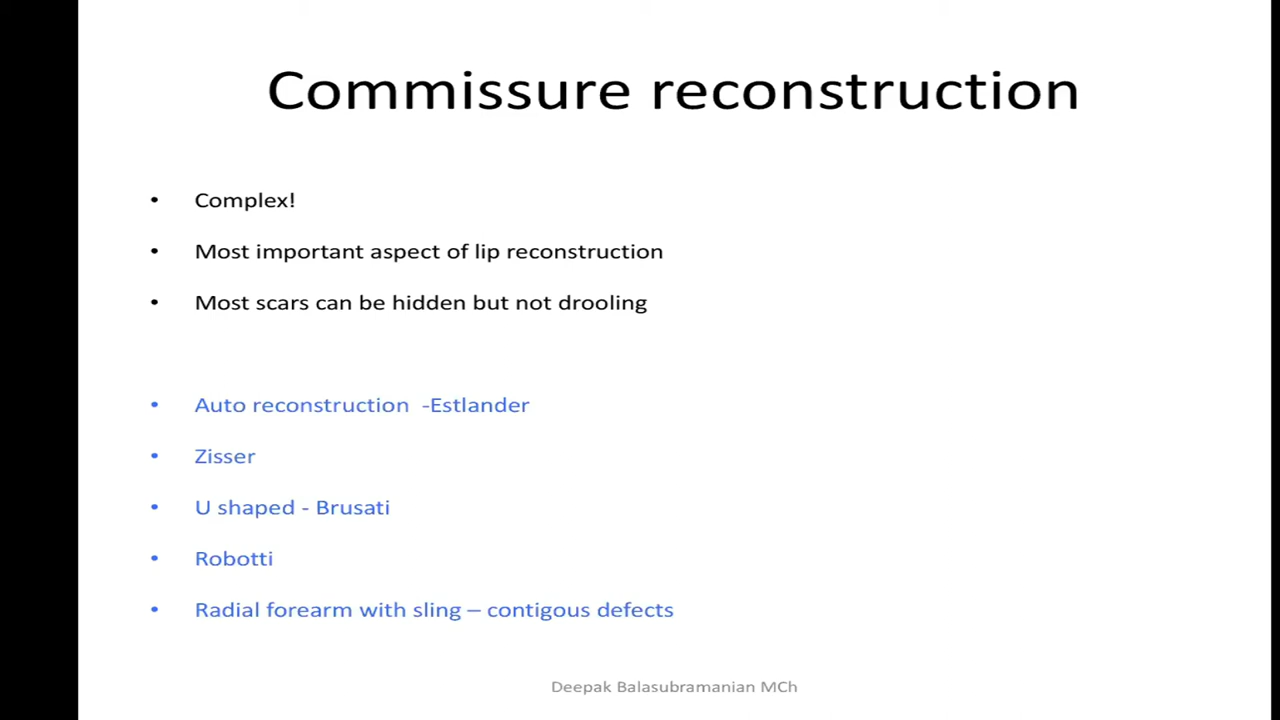 Commissure reconstruction
• Complex!
• Most important aspect of lip reconstruction
• Most scars can be hidden but not drooling
• Auto reconstruction -Estlander
• Zisser
• U shaped - Brusati
• Robotti
• Radial forearm with sling – contigous defects
Deepak Balasubramanian MCh